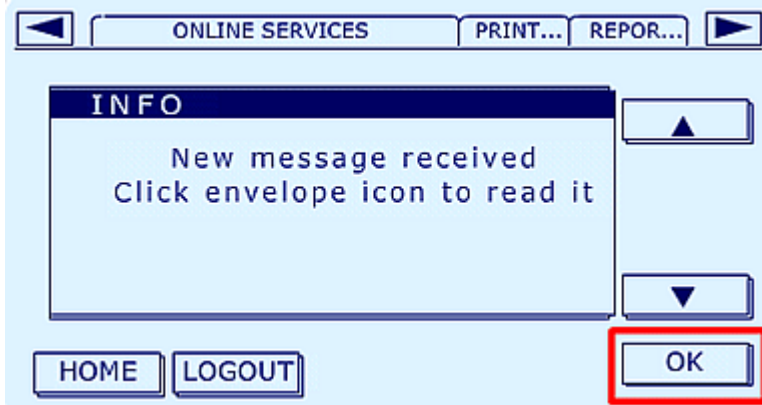 ONLINE SERVICES PRINT... REPOR...
INFO
New message received
Click envelope icon to read it
HOME LOGOUT OK